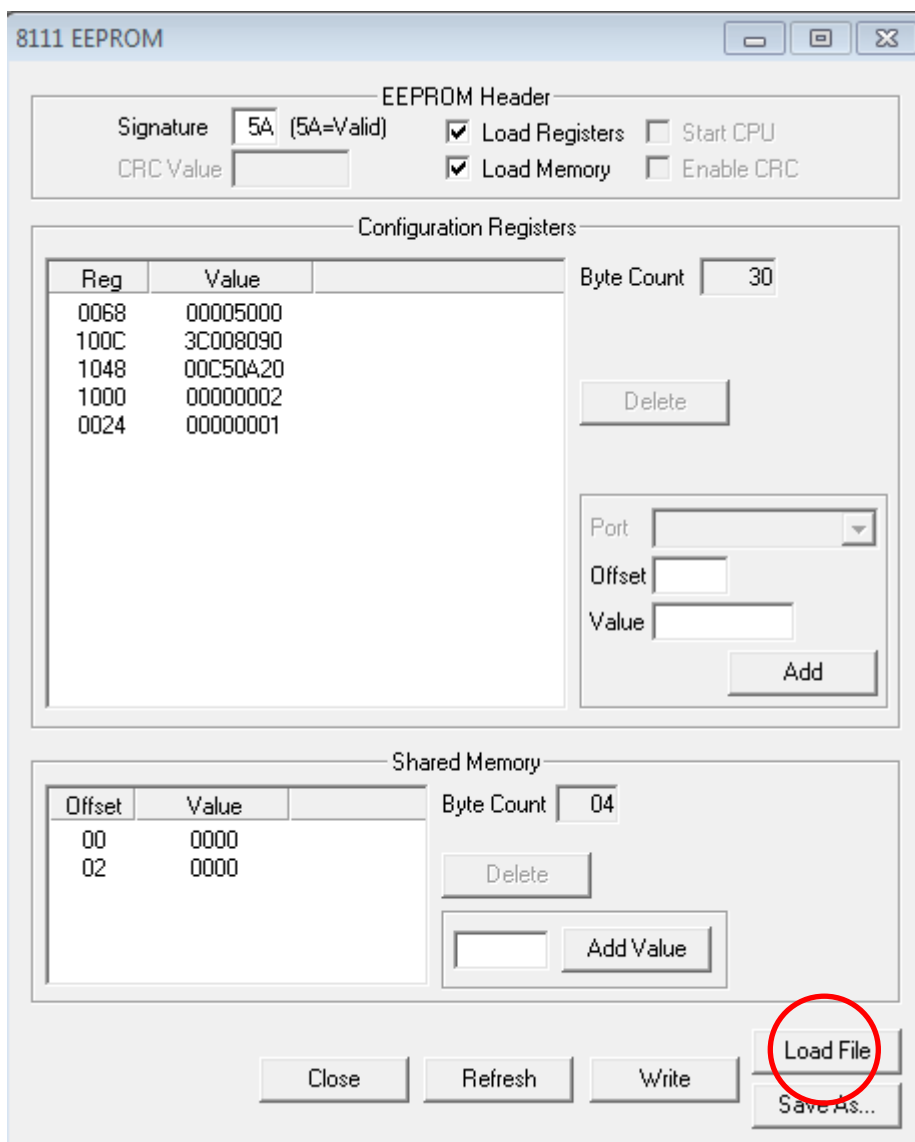 8111 EEPROM
EEPROM Header
Signature 5A (5A=Valid) Load Registers Start CPU
CRC Value Load Memory Enable CRC
Configuration Registers
Reg Value Byte Count 30
0068 00005000
100C 3C008090
1048 00C50A20
1000 00000002
0024 00000001
Delete
Port
Offset
Value
Add
Shared Memory
Offset Value Byte Count 04
00 0000
02 0000
Delete
Add Value
Load File
Close Refresh Write
Save As...